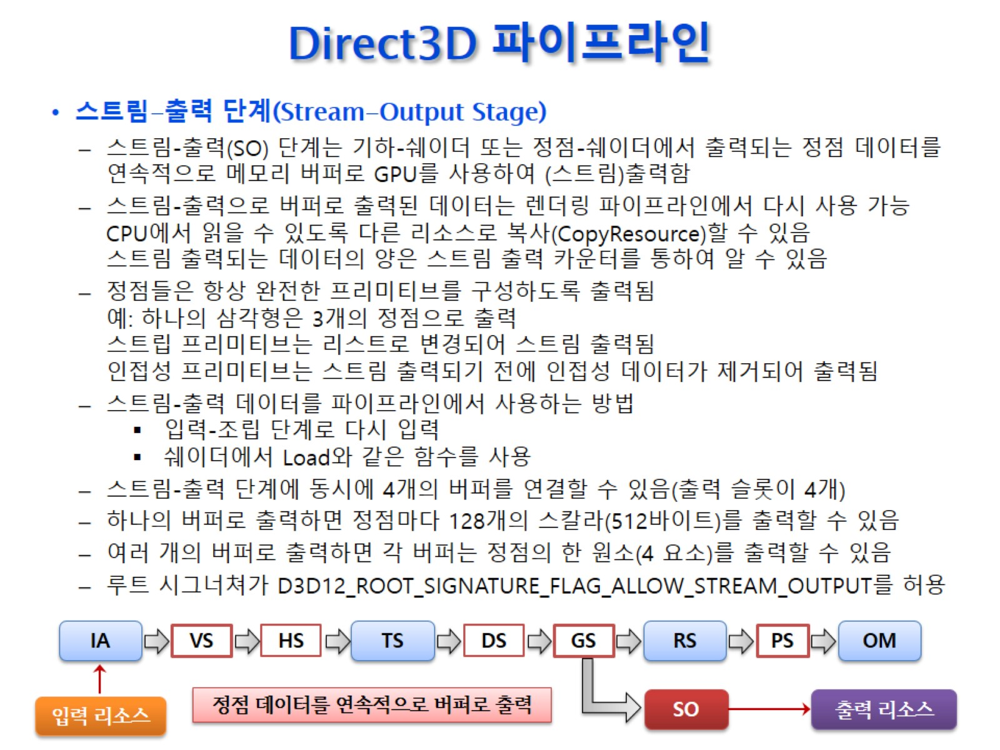 Direct3D 파이프라인
• 스트림-출력 단계(Stream-Output Stage)
– 스트림-출력(SO) 단계는 기하-쉐이더 또는 정점-쉐이더에서 출력되는 정점 데이터를
연속적으로 메모리 버퍼로 GPU를 사용하여 (스트림)출력함
– 스트림-출력으로 버퍼로 출력된 데이터는 렌더링 파이프라인에서 다시 사용 가능
CPU에서 읽을 수 있도록 다른 리소스로 복사(CopyResource)할 수 있음
스트림 출력되는 데이터의 양은 스트림 출력 카운터를 통하여 알 수 있음
– 정점들은 항상 완전한 프리미티브를 구성하도록 출력됨
예: 하나의 삼각형은 3개의 정점으로 출력
스트립 프리미티브는 리스트로 변경되어 스트림 출력됨
인접성 프리미티브는 스트림 출력되기 전에 인접성 데이터가 제거되어 출력됨
– 스트림-출력 데이터를 파이프라인에서 사용하는 방법
▪ 입력-조립 단계로 다시 입력
▪ 쉐이더에서 Load와 같은 함수를 사용
– 스트림-출력 단계에 동시에 4개의 버퍼를 연결할 수 있음(출력 슬롯이 4개)
– 하나의 버퍼로 출력하면 정점마다 128개의 스칼라(512바이트)를 출력할 수 있음
– 여러 개의 버퍼로 출력하면 각 버퍼는 정점의 한 원소(4 요소)를 출력할 수 있음
– 루트 시그너쳐가 D3D12_ROOT_SIGNATURE_FLAG_ALLOW_STREAM_OUTPUT를 허용
IA VS HS TS DS GS RS PS OM
입력 리소스
정점 데이터를 연속적으로 버펴로 출력
SO
출력 리소스